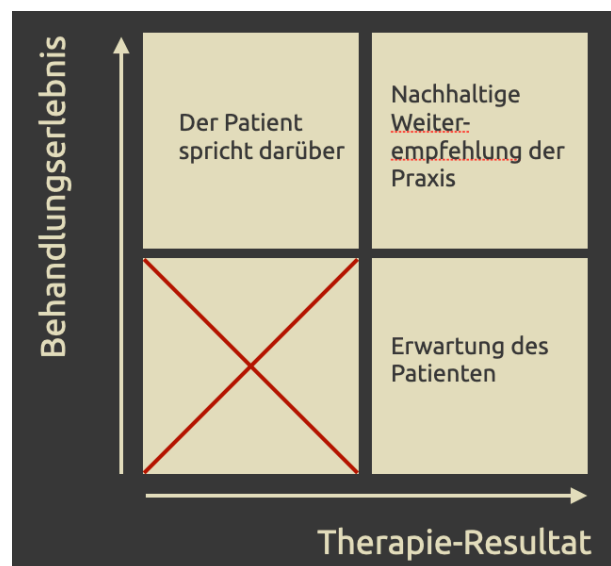 Behandlungserlebnis
Der Patient
spricht darüber
Nachhaltige
Weiter-
empfehlung der
Praxis
Erwartung des
Patienten
Therapie-Resultat